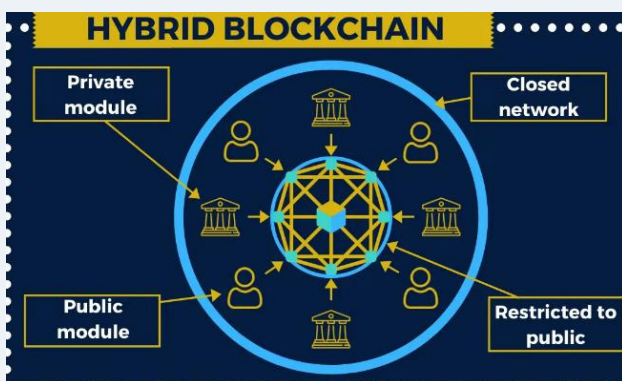 HYBRID BLOCKCHAIN
Private
module
Closed
network
Public
module
Restricted to
public